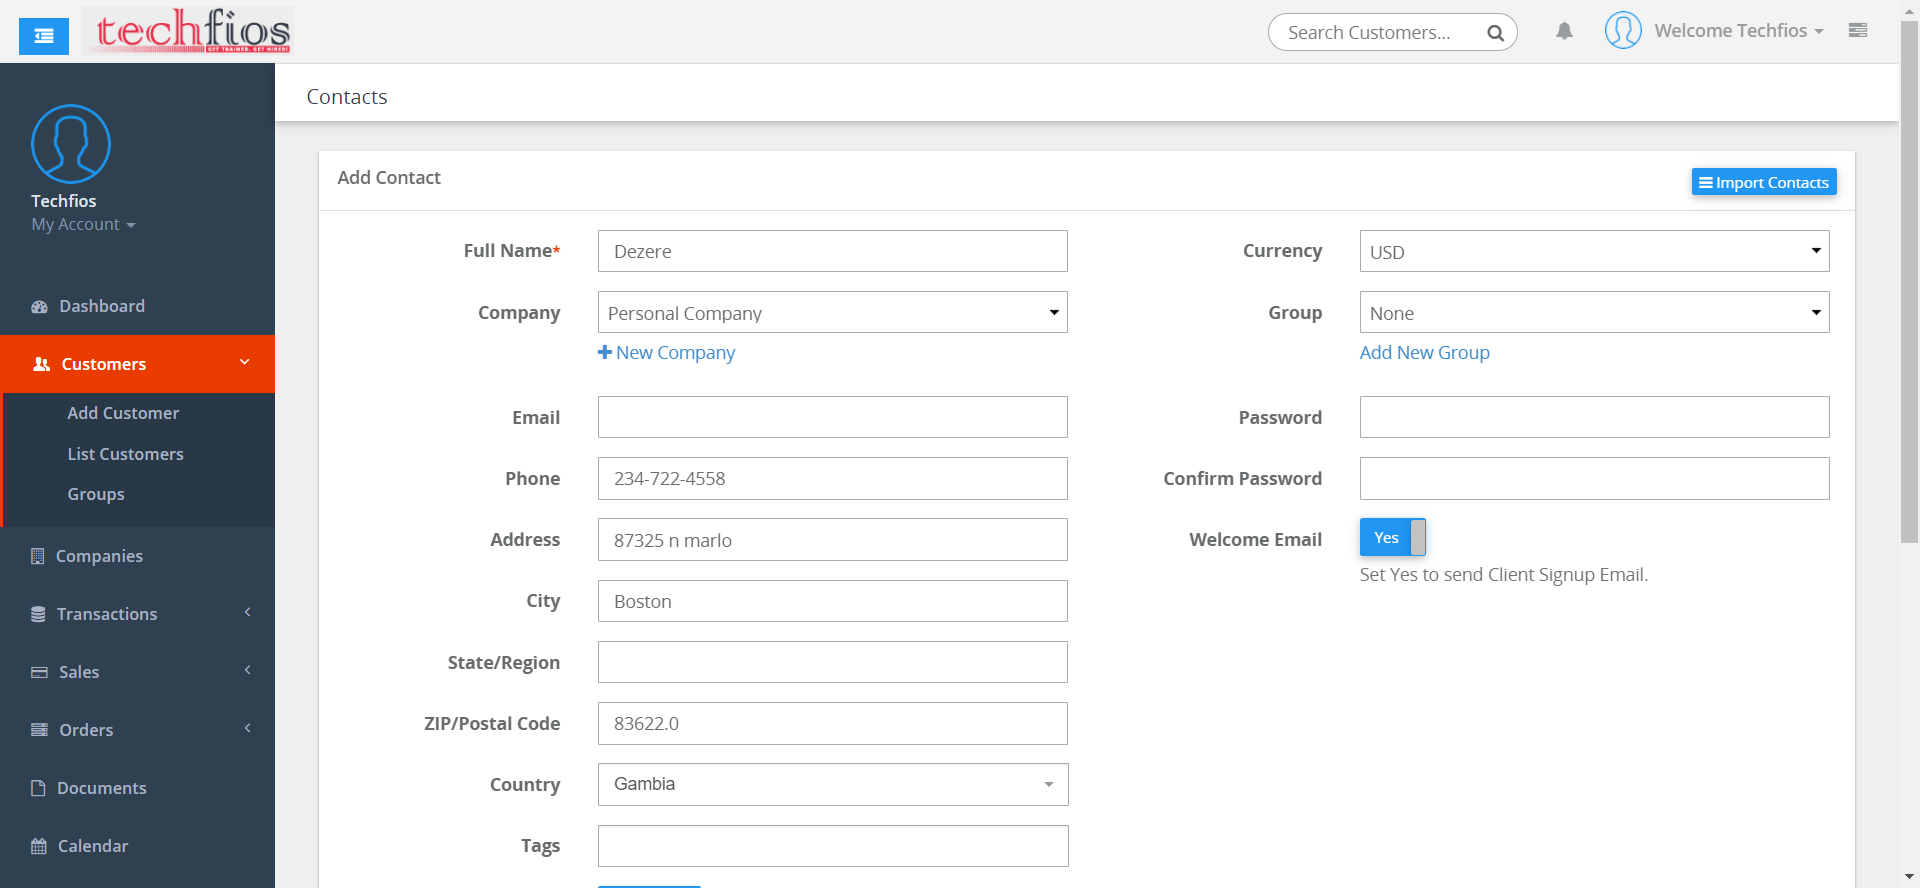 techfios
GET TRAINED. GET HIRED!
Search Customers...
Welcome Techfios
Contacts
Techfios
My Account
Dashboard
Customers
Add Customer
List Customers
Groups
Companies
Transactions
Sales
Orders
Documents
Calendar
Add Contact
Import Contacts
Full Name*
Dezere
Company
Personal Company
New Company
Email
Phone
234-722-4558
Address
87325 n marlo
City
Boston
State/Region
ZIP/Postal Code
83622.0
Country
Gambia
Tags
Currency
USD
Group
None
Add New Group
Password
Confirm Password
Welcome Email
Yes
Set Yes to send Client Signup Email.